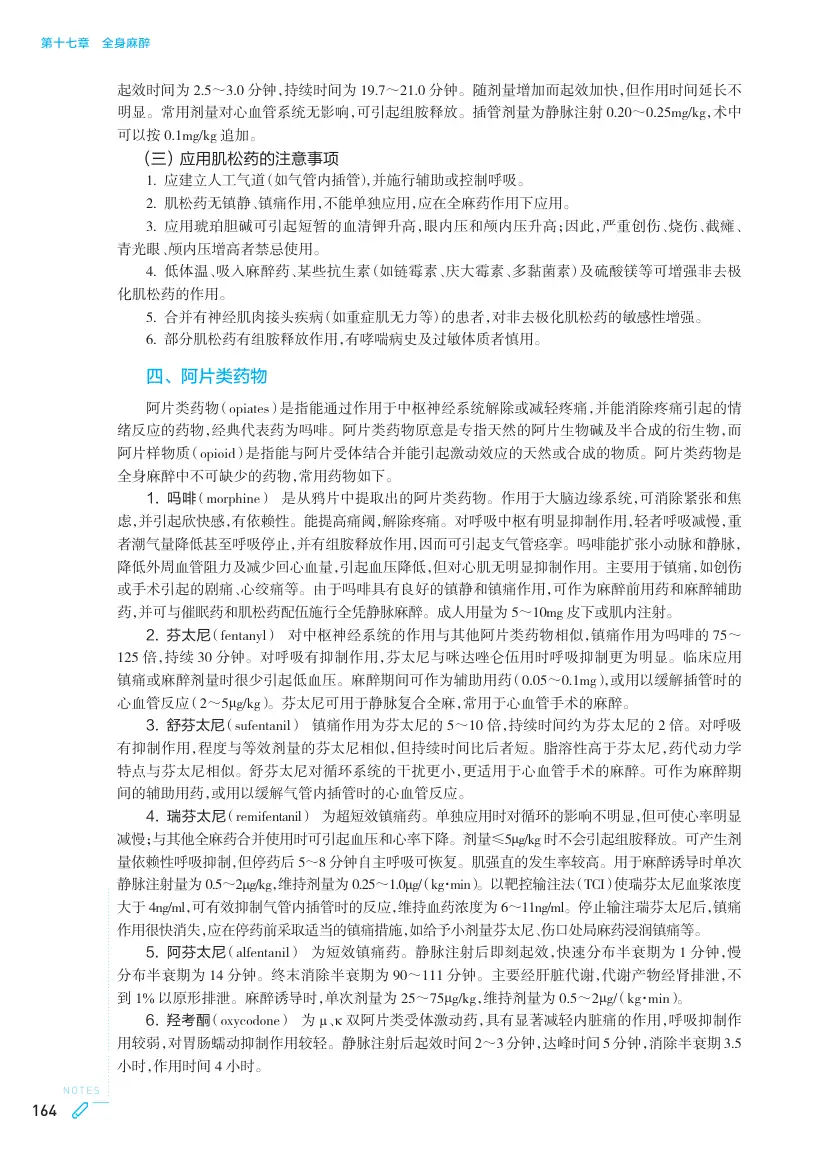 第十七章 全身麻醉
起效时间为 2.5～3.0 分钟,持续时间为 19.7～21.0 分钟。随剂量增加而起效加快,但作用时间延长不
明显。常用剂量对心血管系统无影响,可引起组胺释放。插管剂量为静脉注射 0.20～0.25mg/kg,术中
可以按 0.1mg/kg 追加。
(三) 应用肌松药的注意事项
1. 应建立人工气道(如气管内插管),并施行辅助或控制呼吸。
2. 肌松药无镇静、镇痛作用,不能单独应用,应在全麻药作用下应用。
3. 应用琥珀胆碱可引起短暂的血清钾升高,眼内压和颅内压升高;因此,严重创伤、烧伤、截瘫、
青光眼、颅内压增高者禁忌使用。
4. 低体温、吸入麻醉药、某些抗生素(如链霉素、庆大霉素、多黏菌素)及硫酸镁等可增强非去极
化肌松药的作用。
5. 合并有神经肌肉接头疾病(如重症肌无力等)的患者,对非去极化肌松药的敏感性增强。
6. 部分肌松药有组胺释放作用,有哮喘病史及过敏体质者慎用。
四、阿片类药物
阿片类药物(opiates)是指能通过作用于中枢神经系统解除或减轻疼痛,并能消除疼痛引起的情
绪反应的药物,经典代表药为吗啡。阿片类药物原意是专指天然的阿片生物碱及半合成的衍生物,而
阿片样物质(opioid)是指能与阿片受体结合并能引起激动效应的天然或合成的物质。阿片类药物是
全身麻醉中不可缺少的药物,常用药物如下。
1. 吗啡(morphine) 是从鸦片中提取出的阿片类药物。作用于大脑边缘系统,可消除紧张和焦
虑,并引起欣快感,有依赖性。能提高痛阈,解除疼痛。对呼吸中枢有明显抑制作用,轻者呼吸减慢,重
者潮气量降低甚至呼吸停止,并有组胺释放作用,因而可引起支气管痉挛。吗啡能扩张小动脉和静脉,
降低外周血管阻力及减少回心血量,引起血压降低,但对心肌无明显抑制作用。主要用于镇痛,如创伤
或手术引起的剧痛、心绞痛等。由于吗啡具有良好的镇静和镇痛作用,可作为麻醉前用药和麻醉辅助
药,并可与催眠药和肌松药配伍施行全凭静脉麻醉。成人用量为 5～10mg 皮下或肌内注射。
2. 芬太尼(fentanyl) 对中枢神经系统的作用与其他阿片类药物相似,镇痛作用为吗啡的 75～
125 倍,持续 30 分钟。对呼吸有抑制作用,芬太尼与咪达唑仑伍用时呼吸抑制更为明显。临床应用
镇痛或麻醉剂量时很少引起低血压。麻醉期间可作为辅助用药(0.05～0.1mg),或用以缓解插管时的
心血管反应(2～5μg/kg)。芬太尼可用于静脉复合全麻,常用于心血管手术的麻醉。
3. 舒芬太尼(sufentanil) 镇痛作用为芬太尼的 5～10 倍,持续时间约为芬太尼的 2 倍。对呼吸
有抑制作用,程度与等效剂量的芬太尼相似,但持续时间比后者短。脂溶性高于芬太尼,药代动力学
特点与芬太尼相似。舒芬太尼对循环系统的干扰更小,更适用于心血管手术的麻醉。可作为麻醉期
间的辅助用药,或用以缓解气管内插管时的心血管反应。
4. 瑞芬太尼(remifentanil) 为超短效镇痛药。单独应用时对循环的影响不明显,但可使心率明显
减慢;与其他全麻药合并使用时可引起血压和心率下降。剂量≤5μg/kg 时不会引起组胺释放。可产生剂
量依赖性呼吸抑制,但停药后 5～8 分钟自主呼吸可恢复。肌强直的发生率较高。用于麻醉诱导时单次
静脉注射量为 0.5～2μg/kg,维持剂量为 0.25～1.0μg/(kg·min)。以靶控输注法(TCI)使瑞芬太尼血浆浓度
大于 4ng/ml,可有效抑制气管内插管时的反应,维持血药浓度为 6～11ng/ml。停止输注瑞芬太尼后,镇痛
作用很快消失,应在停药前采取适当的镇痛措施,如给予小剂量芬太尼、伤口处局麻药浸润镇痛等。
5. 阿芬太尼(alfentanil) 为短效镇痛药。静脉注射后即刻起效,快速分布半衰期为 1 分钟,慢
分布半衰期为 14 分钟。终末消除半衰期为 90～111 分钟。主要经肝脏代谢,代谢产物经肾排泄,不
到 1% 以原形排泄。麻醉诱导时,单次剂量为 25～75μg/kg,维持剂量为 0.5～2μg/(kg·min)。
6. 羟考酮(oxycodone) 为 μ、κ 双阿片类受体激动药,具有显著减轻内脏痛的作用,呼吸抑制作
用较弱,对胃肠蠕动抑制作用较轻。静脉注射后起效时间 2～3 分钟,达峰时间 5 分钟,消除半衰期 3.5
小时,作用时间 4 小时。
NOTES
164